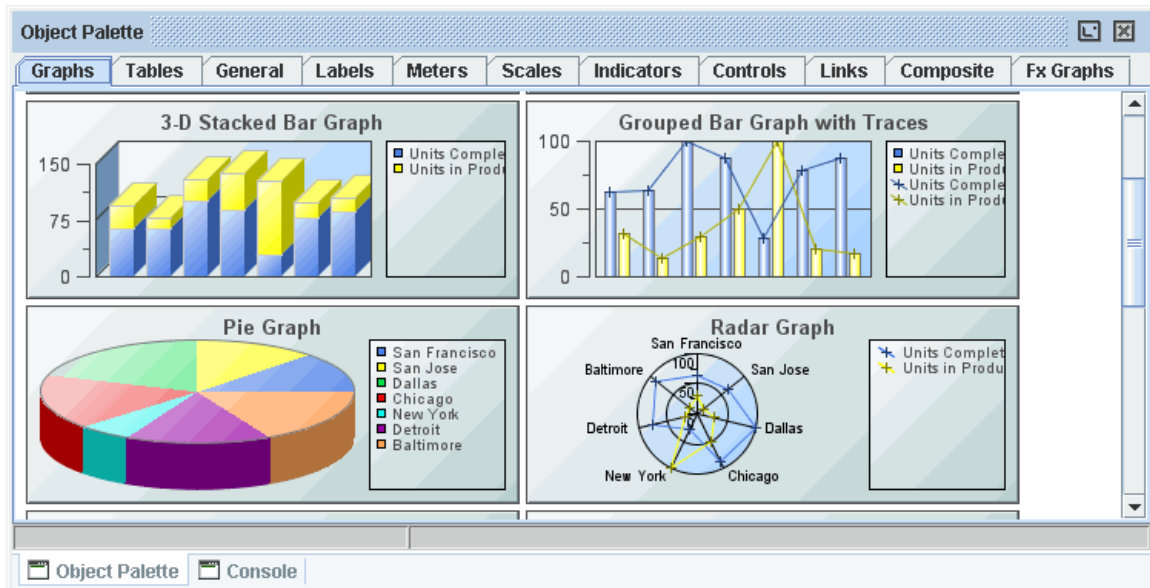 Object Palette
Graphs Tables General Labels Meters Scales Indicators Controls Links Composite Fx Graphs
3-D Stacked Bar Graph
150
75
0
Units Comple
Units in Produ
Grouped Bar Graph with Traces
100
50
0
Units Comple
Units in Produ
Units Comple
Units in Produ
Pie Graph
San Francisco
San Jose
Dallas
Chicago
New York
Detroit
Baltimore
Radar Graph
San Francisco
San Jose
Dallas
Chicago
New York
Detroit
Baltimore
100
50
0
Units Complet
Units in Produ
Object Palette Console